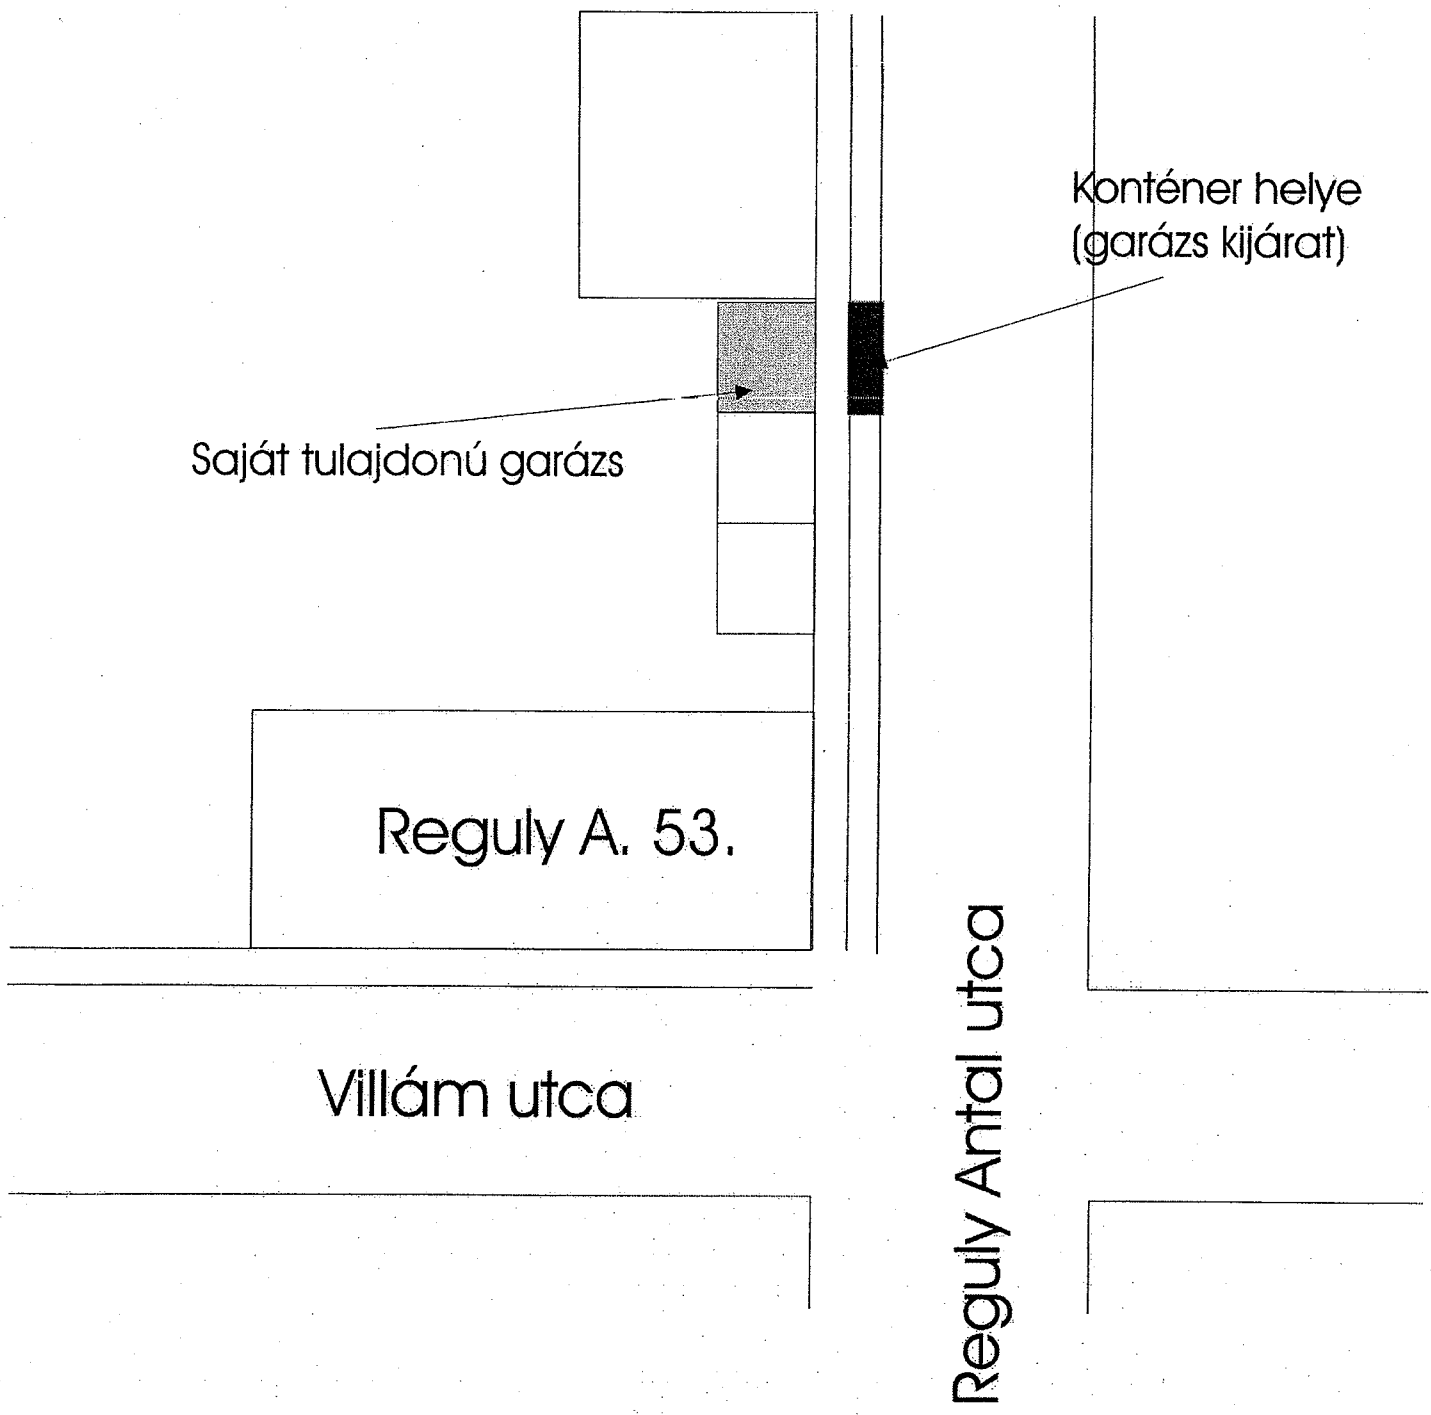 Konténer helye
(garázs kijárat)
Saját tulajdonú garázs
Reguly A. 53.
Villám utca
Reguly Antal utca